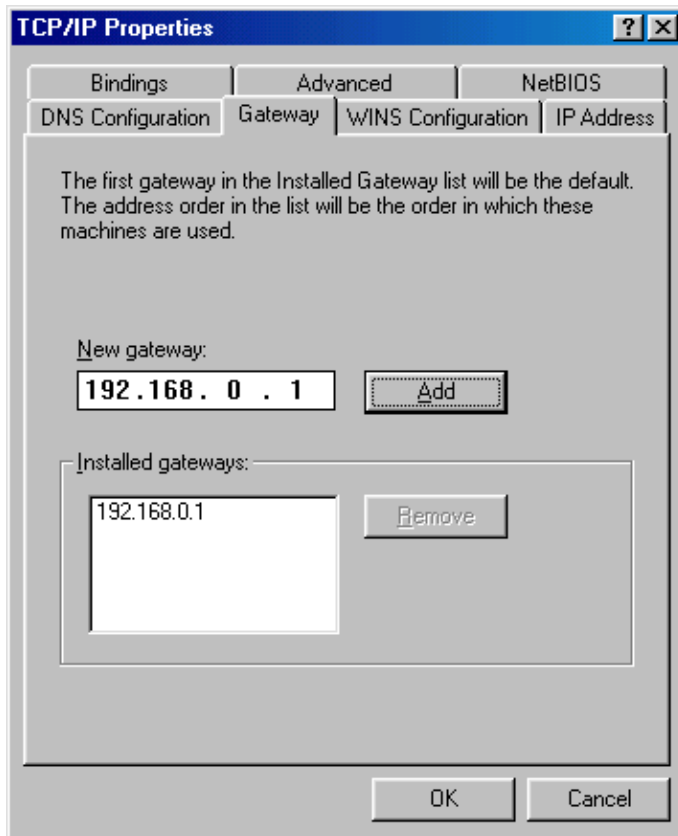 TCP/IP Properties
? X
Bindings Advanced NetBIOS
DNS Configuration Gateway WINS Configuration IP Address
The first gateway in the Installed Gateway list will be the default.
The address order in the list will be the order in which these
machines are used.
New gateway:
192.168. 0 . 1 Add
Installed gateways:
192.168.0.1 Remove
OK Cancel